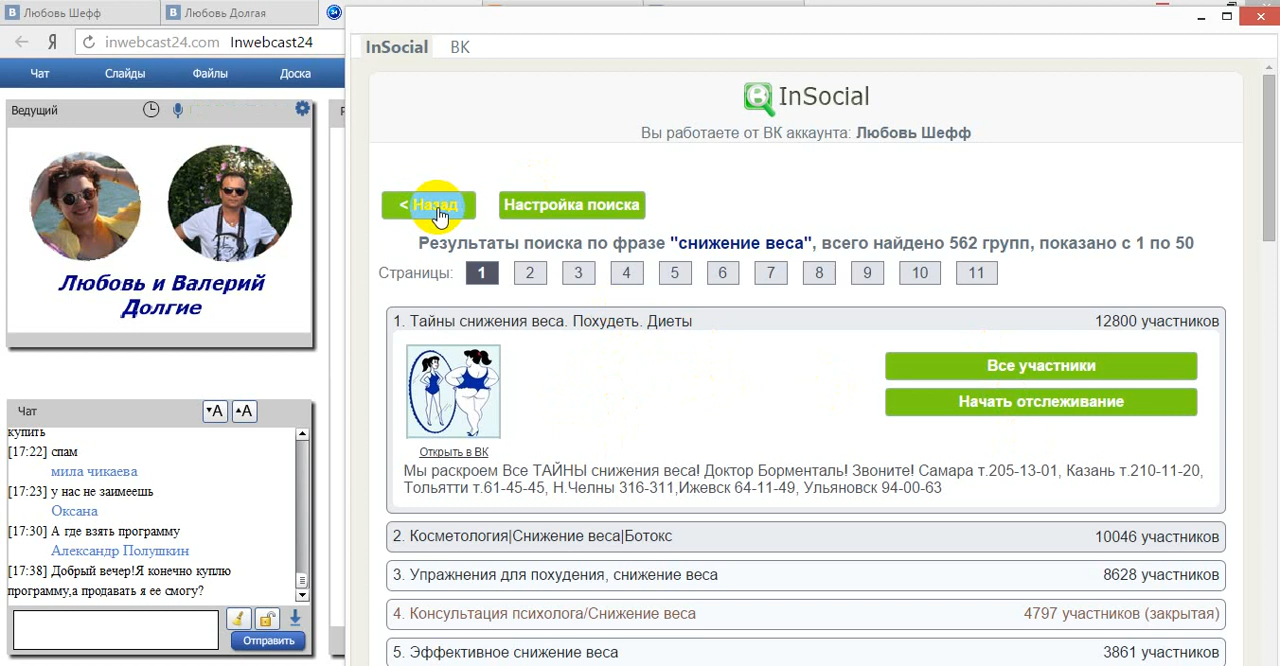 Любовь Шефф
Любовь Долгая
24
inwebcast24.com Inwebcast24
Чат Слайды Файлы Доска
Ведущий
Любовь и Валерий
Долгие
Чат
▾A ▴A
купить
[17:22] спам
мила чикаева
[17:23] у нас не заимеешь
Оксана
[17:30] А где взять программу
Александр Полушкин
[17:38] Добрый вечер!Я конечно куплю
программу,а продавать я ее смогу?
Отправить
InSocial ВК
InSocial
Вы работаете от ВК аккаунта: Любовь Шефф
< Назад Настройка поиска
Результаты поиска по фразе "снижение веса", всего найдено 562 групп, показано с 1 по 50
Страницы: 1 2 3 4 5 6 7 8 9 10 11
1. Тайны снижения веса. Похудеть. Диеты 12800 участников
Все участники
Начать отслеживание
Открыть в ВК
Мы раскроем Все ТАЙНЫ снижения веса! Доктор Борменталь! Звоните! Самара т.205-13-01, Казань т.210-11-20,
Тольятти т.61-45-45, Н.Челны 316-311,Ижевск 64-11-49, Ульяновск 94-00-63
2. Косметология|Снижение веса|Ботокс 10046 участников
3. Упражнения для похудения, снижение веса 8628 участников
4. Консультация психолога/Снижение веса 4797 участников (закрытая)
5. Эффективное снижение веса 3861 участников